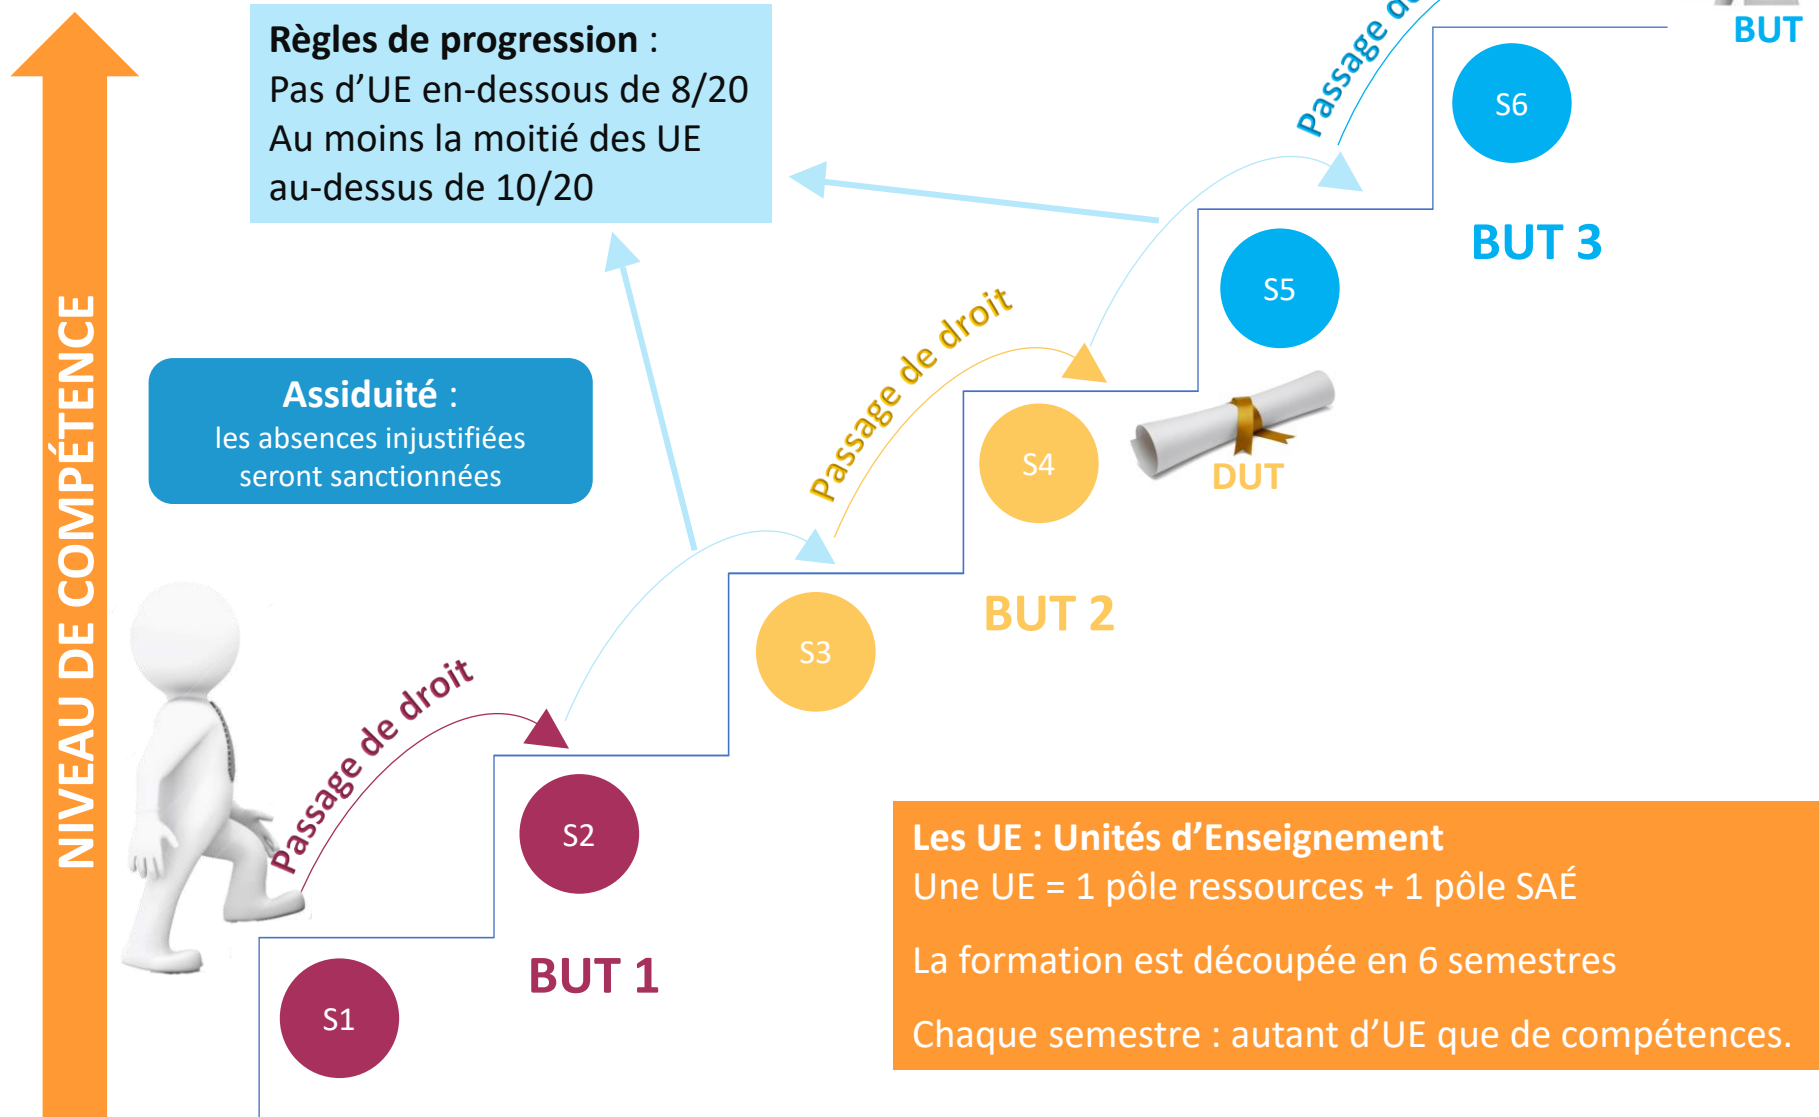 Règles de progression :
Pas d’UE en-dessous de 8/20
Au moins la moitié des UE
au-dessus de 10/20
Passage de
BUT
S6
BUT 3
S5
NIVEAU DE COMPÉTENCE
Assiduité :
les absences injustifiées
seront sanctionnées
Passage de droit
S4
DUT
BUT 2
S3
Passage de droit
S2
BUT 1
S1
Les UE : Unités d’Enseignement
Une UE = 1 pôle ressources + 1 pôle SAÉ
La formation est découpée en 6 semestres
Chaque semestre : autant d’UE que de compétences.